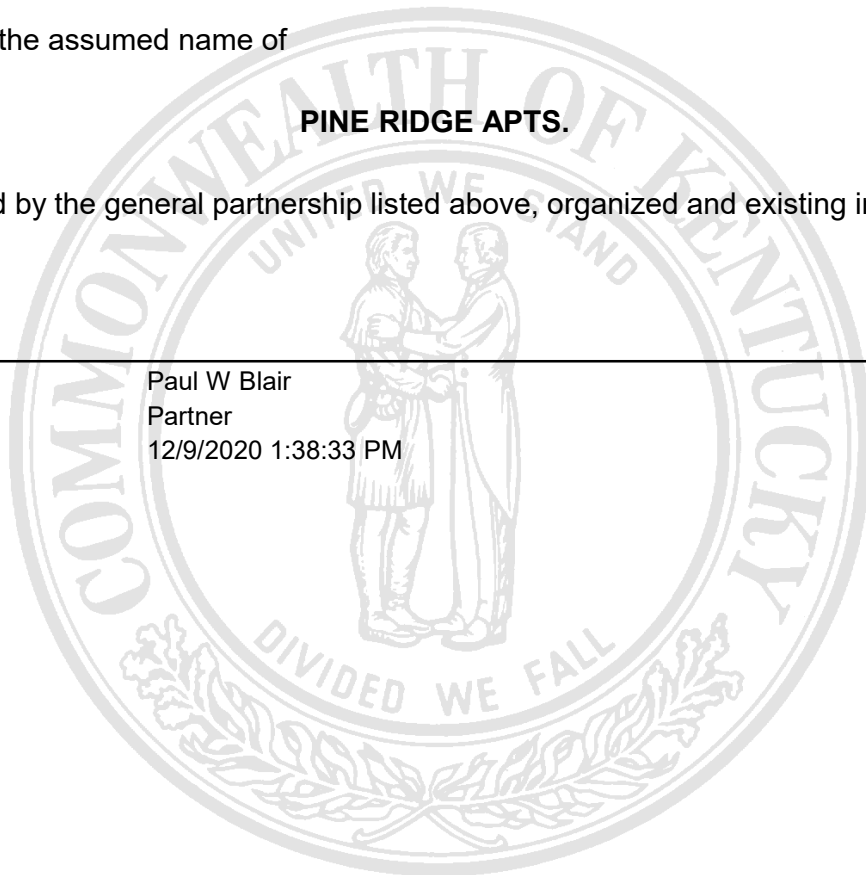 the assumed name of
PINE RIDGE APTS.
by the general partnership listed above, organized and existing
Paul W Blair
Partner
12/9/2020 1:38:33 PM
COMMONWEALTH OF KENTUCKY
UNITED WE STAND
DIVIDED WE FALL